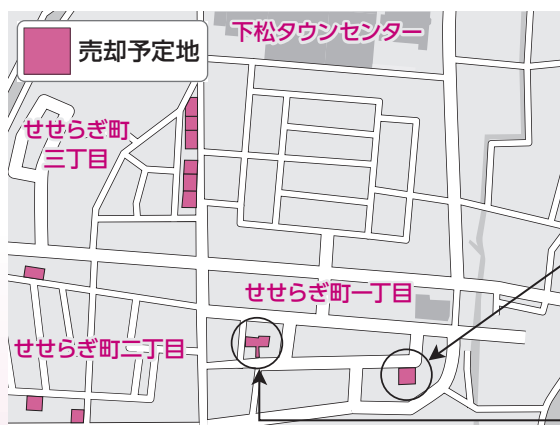 下松タウンセンター
売却予定地
せせらぎ町
三丁目
せせらぎ町一丁目
せせらぎ町二丁目